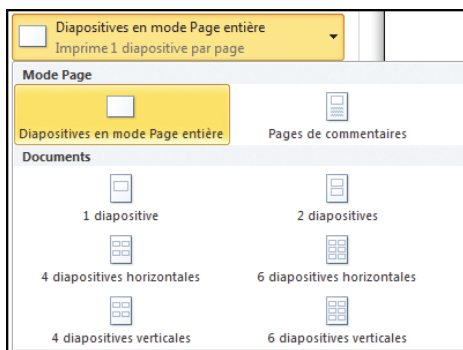 Diapositives en mode Page entière
Imprime 1 diapositive par page
Mode Page
Diapositives en mode Page entière
Pages de commentaires
Documents
1 diapositive
2 diapositives
4 diapositives horizontales
6 diapositives horizontales
4 diapositives verticales
6 diapositives verticales